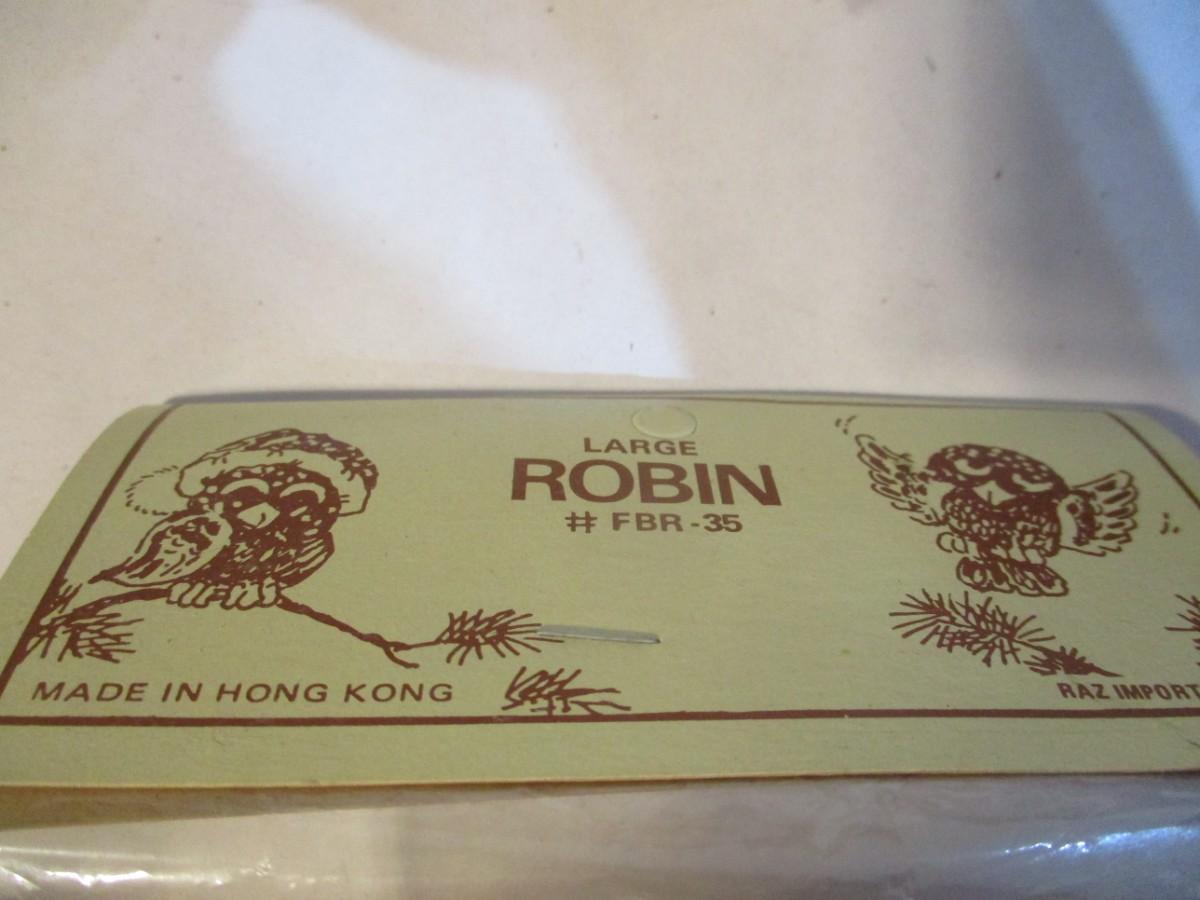 LARGE
ROBIN
# FBR-35
MADE IN HONG KONG
RAZ IMPORT